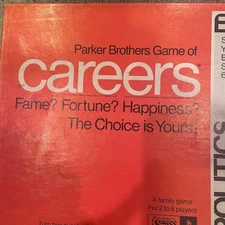 Parker Brothers Game of
careers
Fame? Fortune? Happiness?
The Choice is Yours!
A family game
For 2 to 6 players
POLITICS